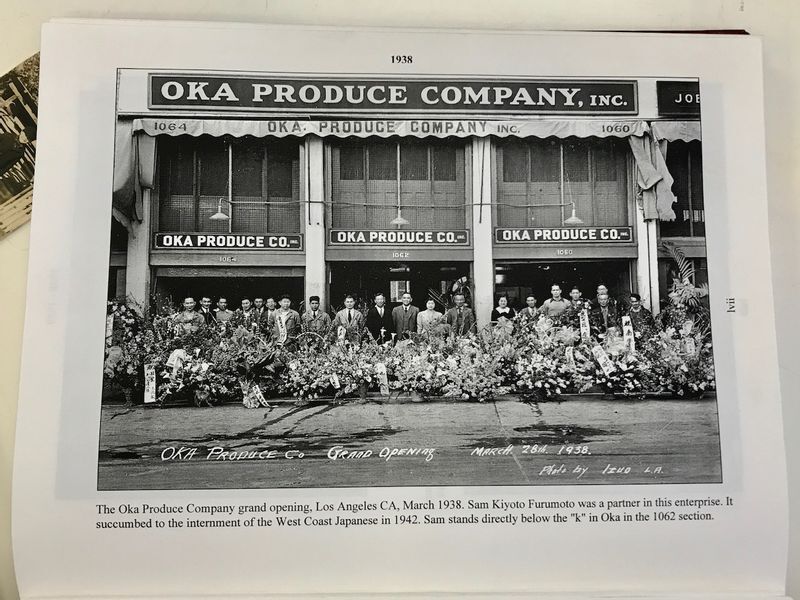 1938
OKA PRODUCE COMPANY, INC.
JOE
1064 OKA PRODUCE COMPANY INC. 1060
OKA PRODUCE CO. INC.
OKA PRODUCE CO. INC.
OKA PRODUCE CO. INC.
1064
1062
1060
lvii
OKA PRODUCE CO GRAND OPENING MARCH. 28th. 1938.
Photo by IZUO L.A.
The Oka Produce Company grand opening, Los Angeles CA, March 1938. Sam Kiyoto Furumoto was a partner in this enterprise. It
succumbed to the internment of the West Coast Japanese in 1942. Sam stands directly below the "k" in Oka in the 1062 section.